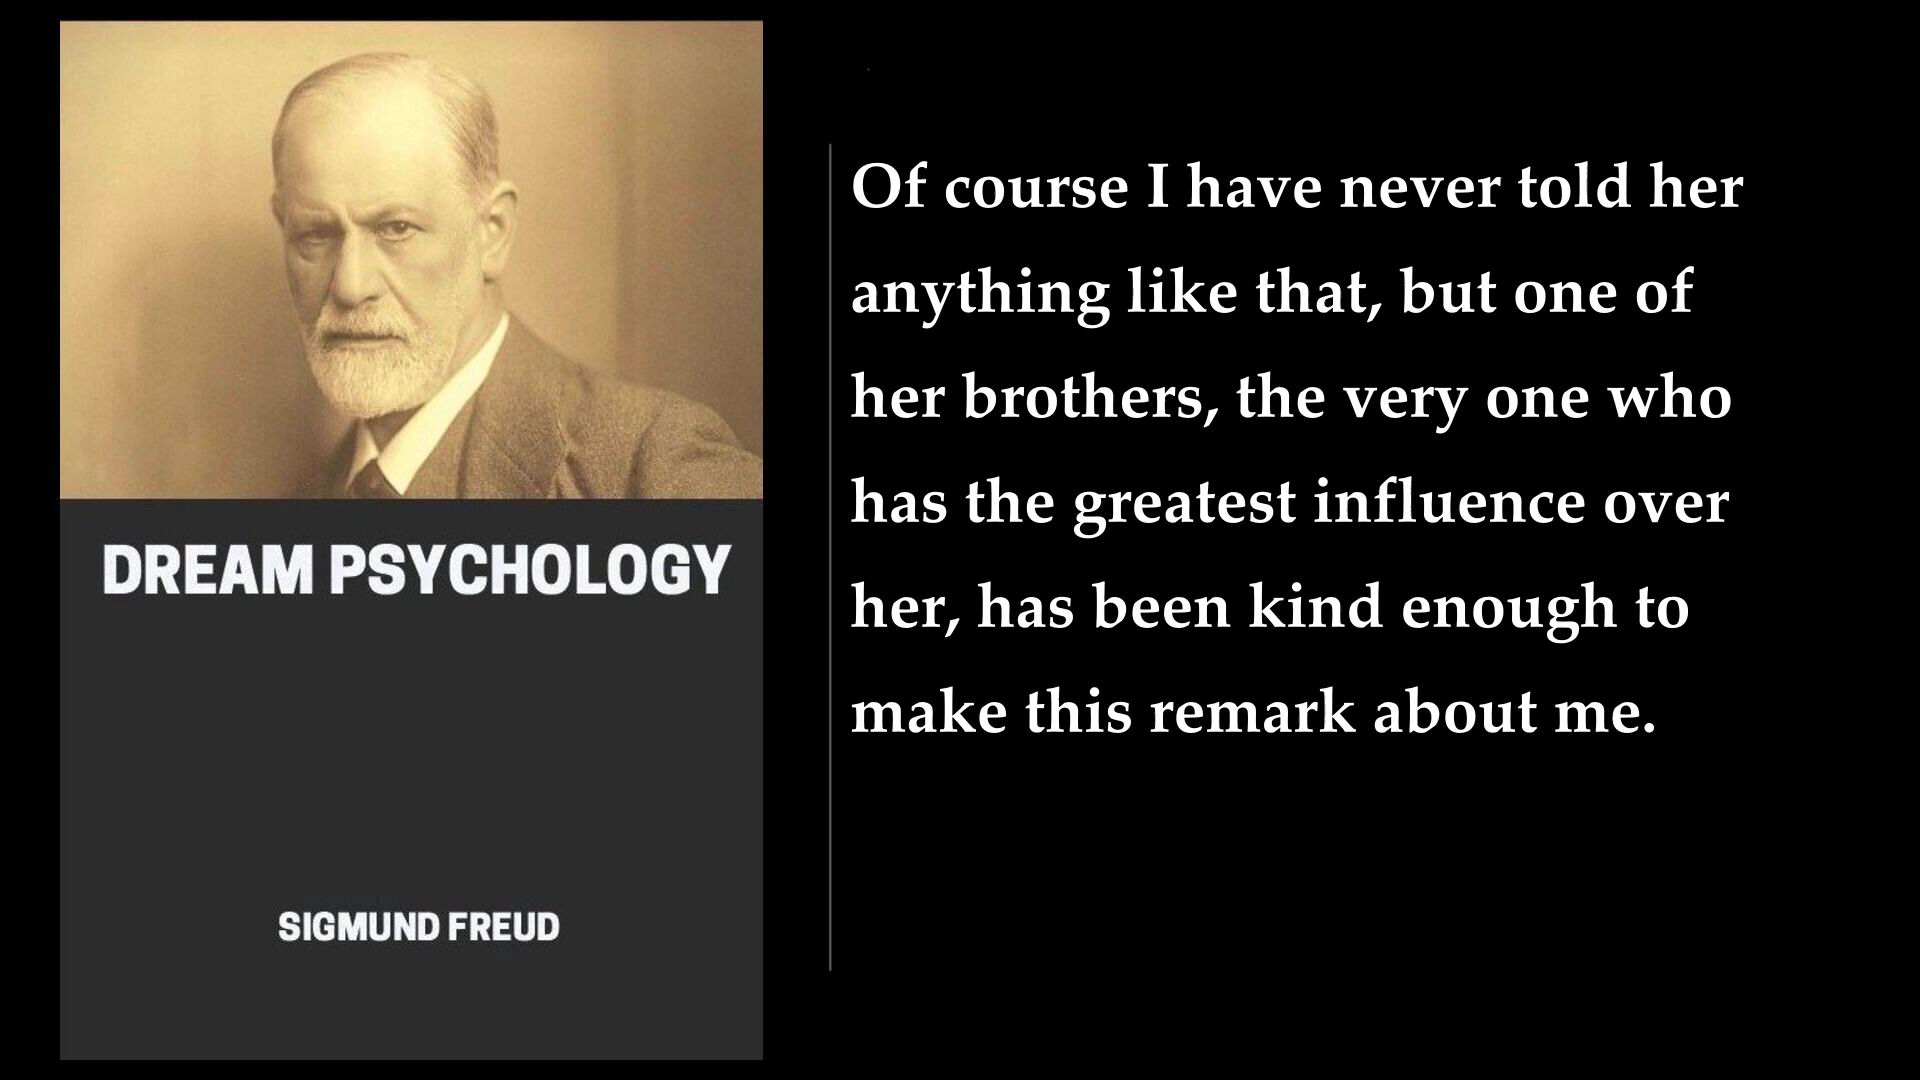 DREAM PSYCHOLOGY
SIGMUND FREUD
Of course I have never told her
anything like that, but one of
her brothers, the very one who
has the greatest influence over
her, has been kind enough to
make this remark about me.